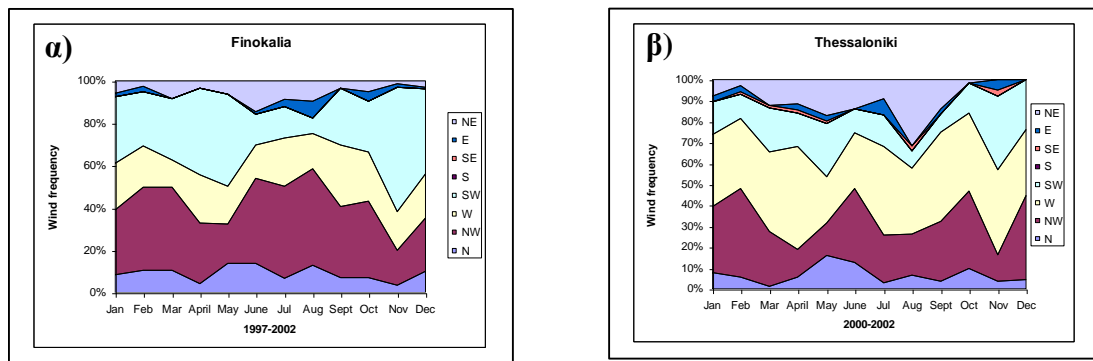 α)
Finokalia
100%
80%
60%
40%
20%
0%
Wind frequency
Jan Feb Mar April May June Jul Aug Sept Oct Nov Dec
1997-2002
NE
E
SE
S
SW
W
NW
N
β)
Thessaloniki
100%
90%
80%
70%
60%
50%
40%
30%
20%
10%
0%
Wind frequency
Jan Feb Mar April May June Jul Aug Sept Oct Nov Dec
2000-2002
NE
E
SE
S
SW
W
NW
N